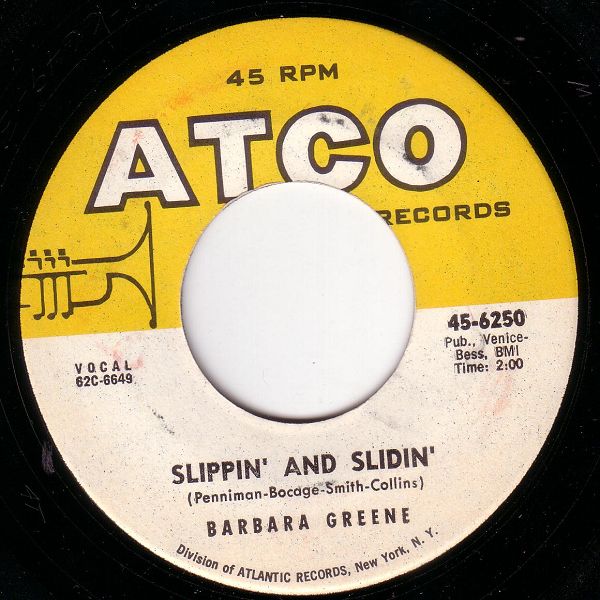 45 RPM
ATCO
RECORDS
45-6250
Pub., Venice-
Bess, BMI
Time: 2:00
VOCAL
62C-6649
SLIPPIN' AND SLIDIN'
(Penniman-Bocage-Smith-Collins)
BARBARA GREENE
Division of ATLANTIC RECORDS, New York, N. Y.